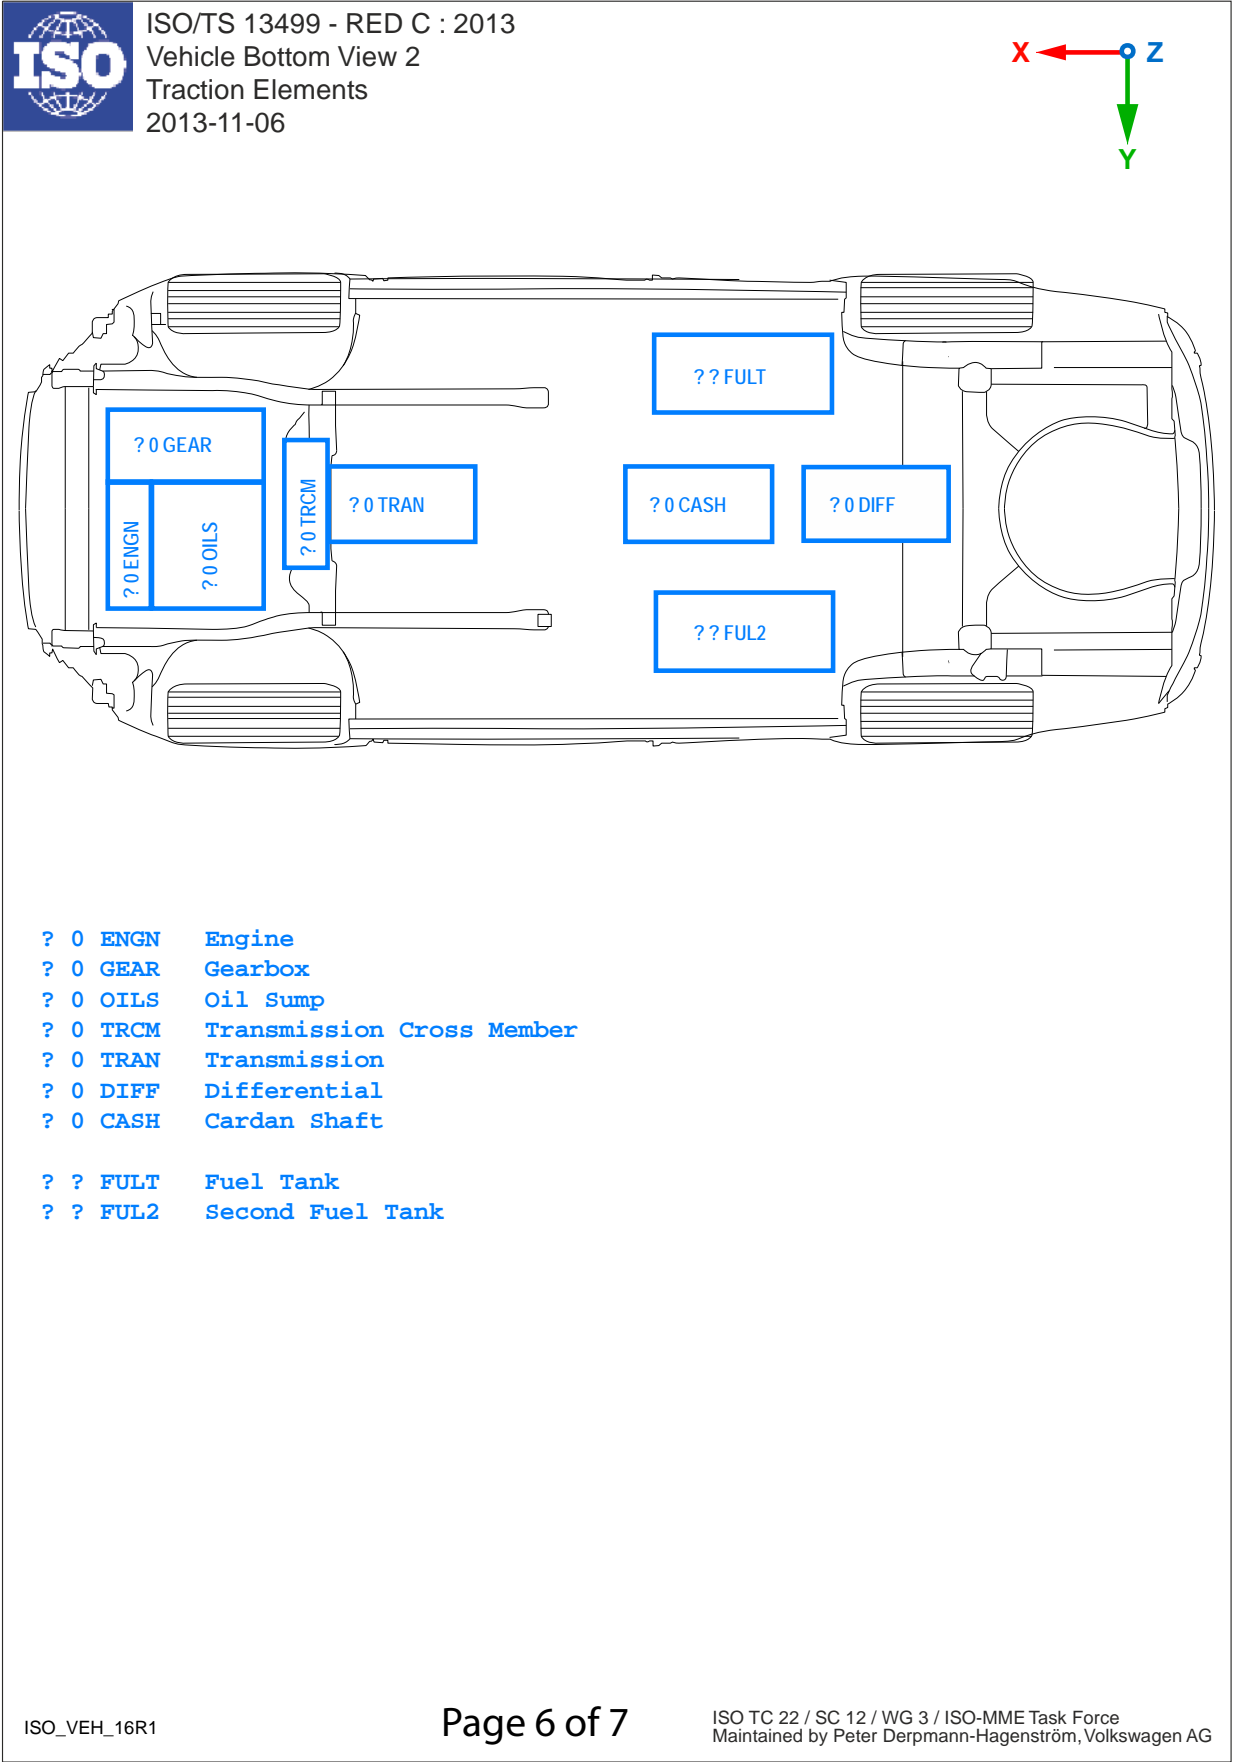 ISO
ISO/TS 13499 - RED C : 2013
Vehicle Bottom View 2
Traction Elements
2013-11-06
X
Z
Y
? ? FULT
? 0 GEAR
? 0 ENGN
? 0 OILS
? 0 TRCM
? 0 TRAN
? 0 CASH
? 0 DIFF
? ? FUL2
? 0 ENGN Engine
? 0 GEAR Gearbox
? 0 OILS Oil Sump
? 0 TRCM Transmission Cross Member
? 0 TRAN Transmission
? 0 DIFF Differential
? 0 CASH Cardan Shaft
? ? FULT Fuel Tank
? ? FUL2 Second Fuel Tank
ISO_VEH_16R1
Page 6 of 7
ISO TC 22 / SC 12 / WG 3 / ISO-MME Task Force
Maintained by Peter Derpmann-Hagenström, Volkswagen AG